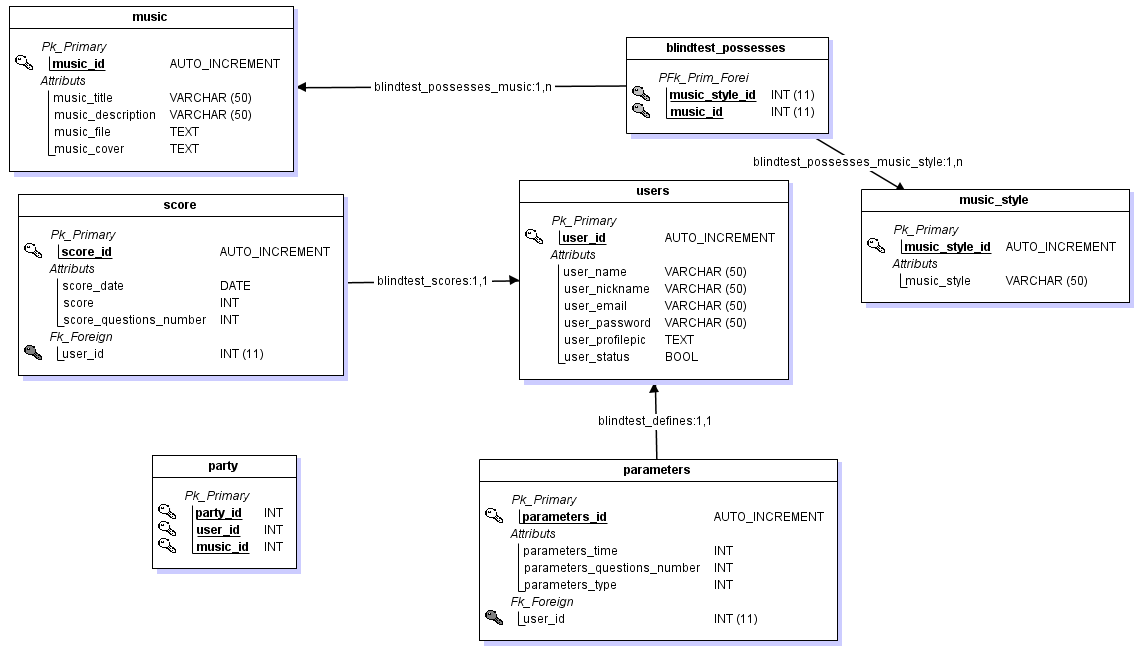 music
Pk_Primary
music_id AUTO_INCREMENT
Attributs
music_title VARCHAR (50)
music_description VARCHAR (50)
music_file TEXT
music_cover TEXT
blindtest_possesses_music:1,n
blindtest_possesses
PFk_Prim_Forei
music_style_id INT (11)
music_id INT (11)
blindtest_possesses_music_style:1,n
score
Pk_Primary
score_id AUTO_INCREMENT
Attributs
score_date DATE
score INT
score_questions_number INT
Fk_Foreign
user_id INT (11)
blindtest_scores:1,1
users
Pk_Primary
user_id AUTO_INCREMENT
Attributs
user_name VARCHAR (50)
user_nickname VARCHAR (50)
user_email VARCHAR (50)
user_password VARCHAR (50)
user_profilepic TEXT
user_status BOOL
music_style
Pk_Primary
music_style_id AUTO_INCREMENT
Attributs
music_style VARCHAR (50)
blindtest_defines:1,1
party
Pk_Primary
party_id INT
user_id INT
music_id INT
parameters
Pk_Primary
parameters_id AUTO_INCREMENT
Attributs
parameters_time INT
parameters_questions_number INT
parameters_type INT
Fk_Foreign
user_id INT (11)